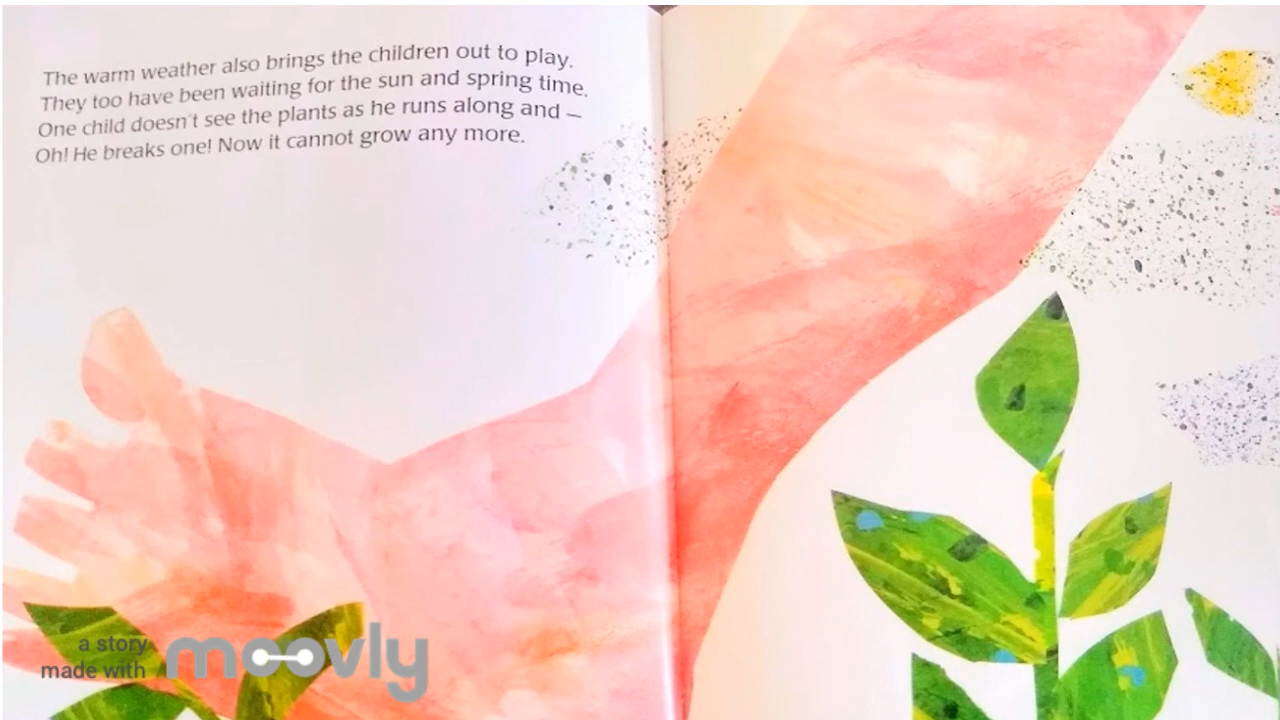 The warm weather also brings the children out to play.
They too have been waiting for the sun and spring time.
One child doesn't see the plants as he runs along and —
Oh! He breaks one! Now it cannot grow any more.
a story
made with
moovly